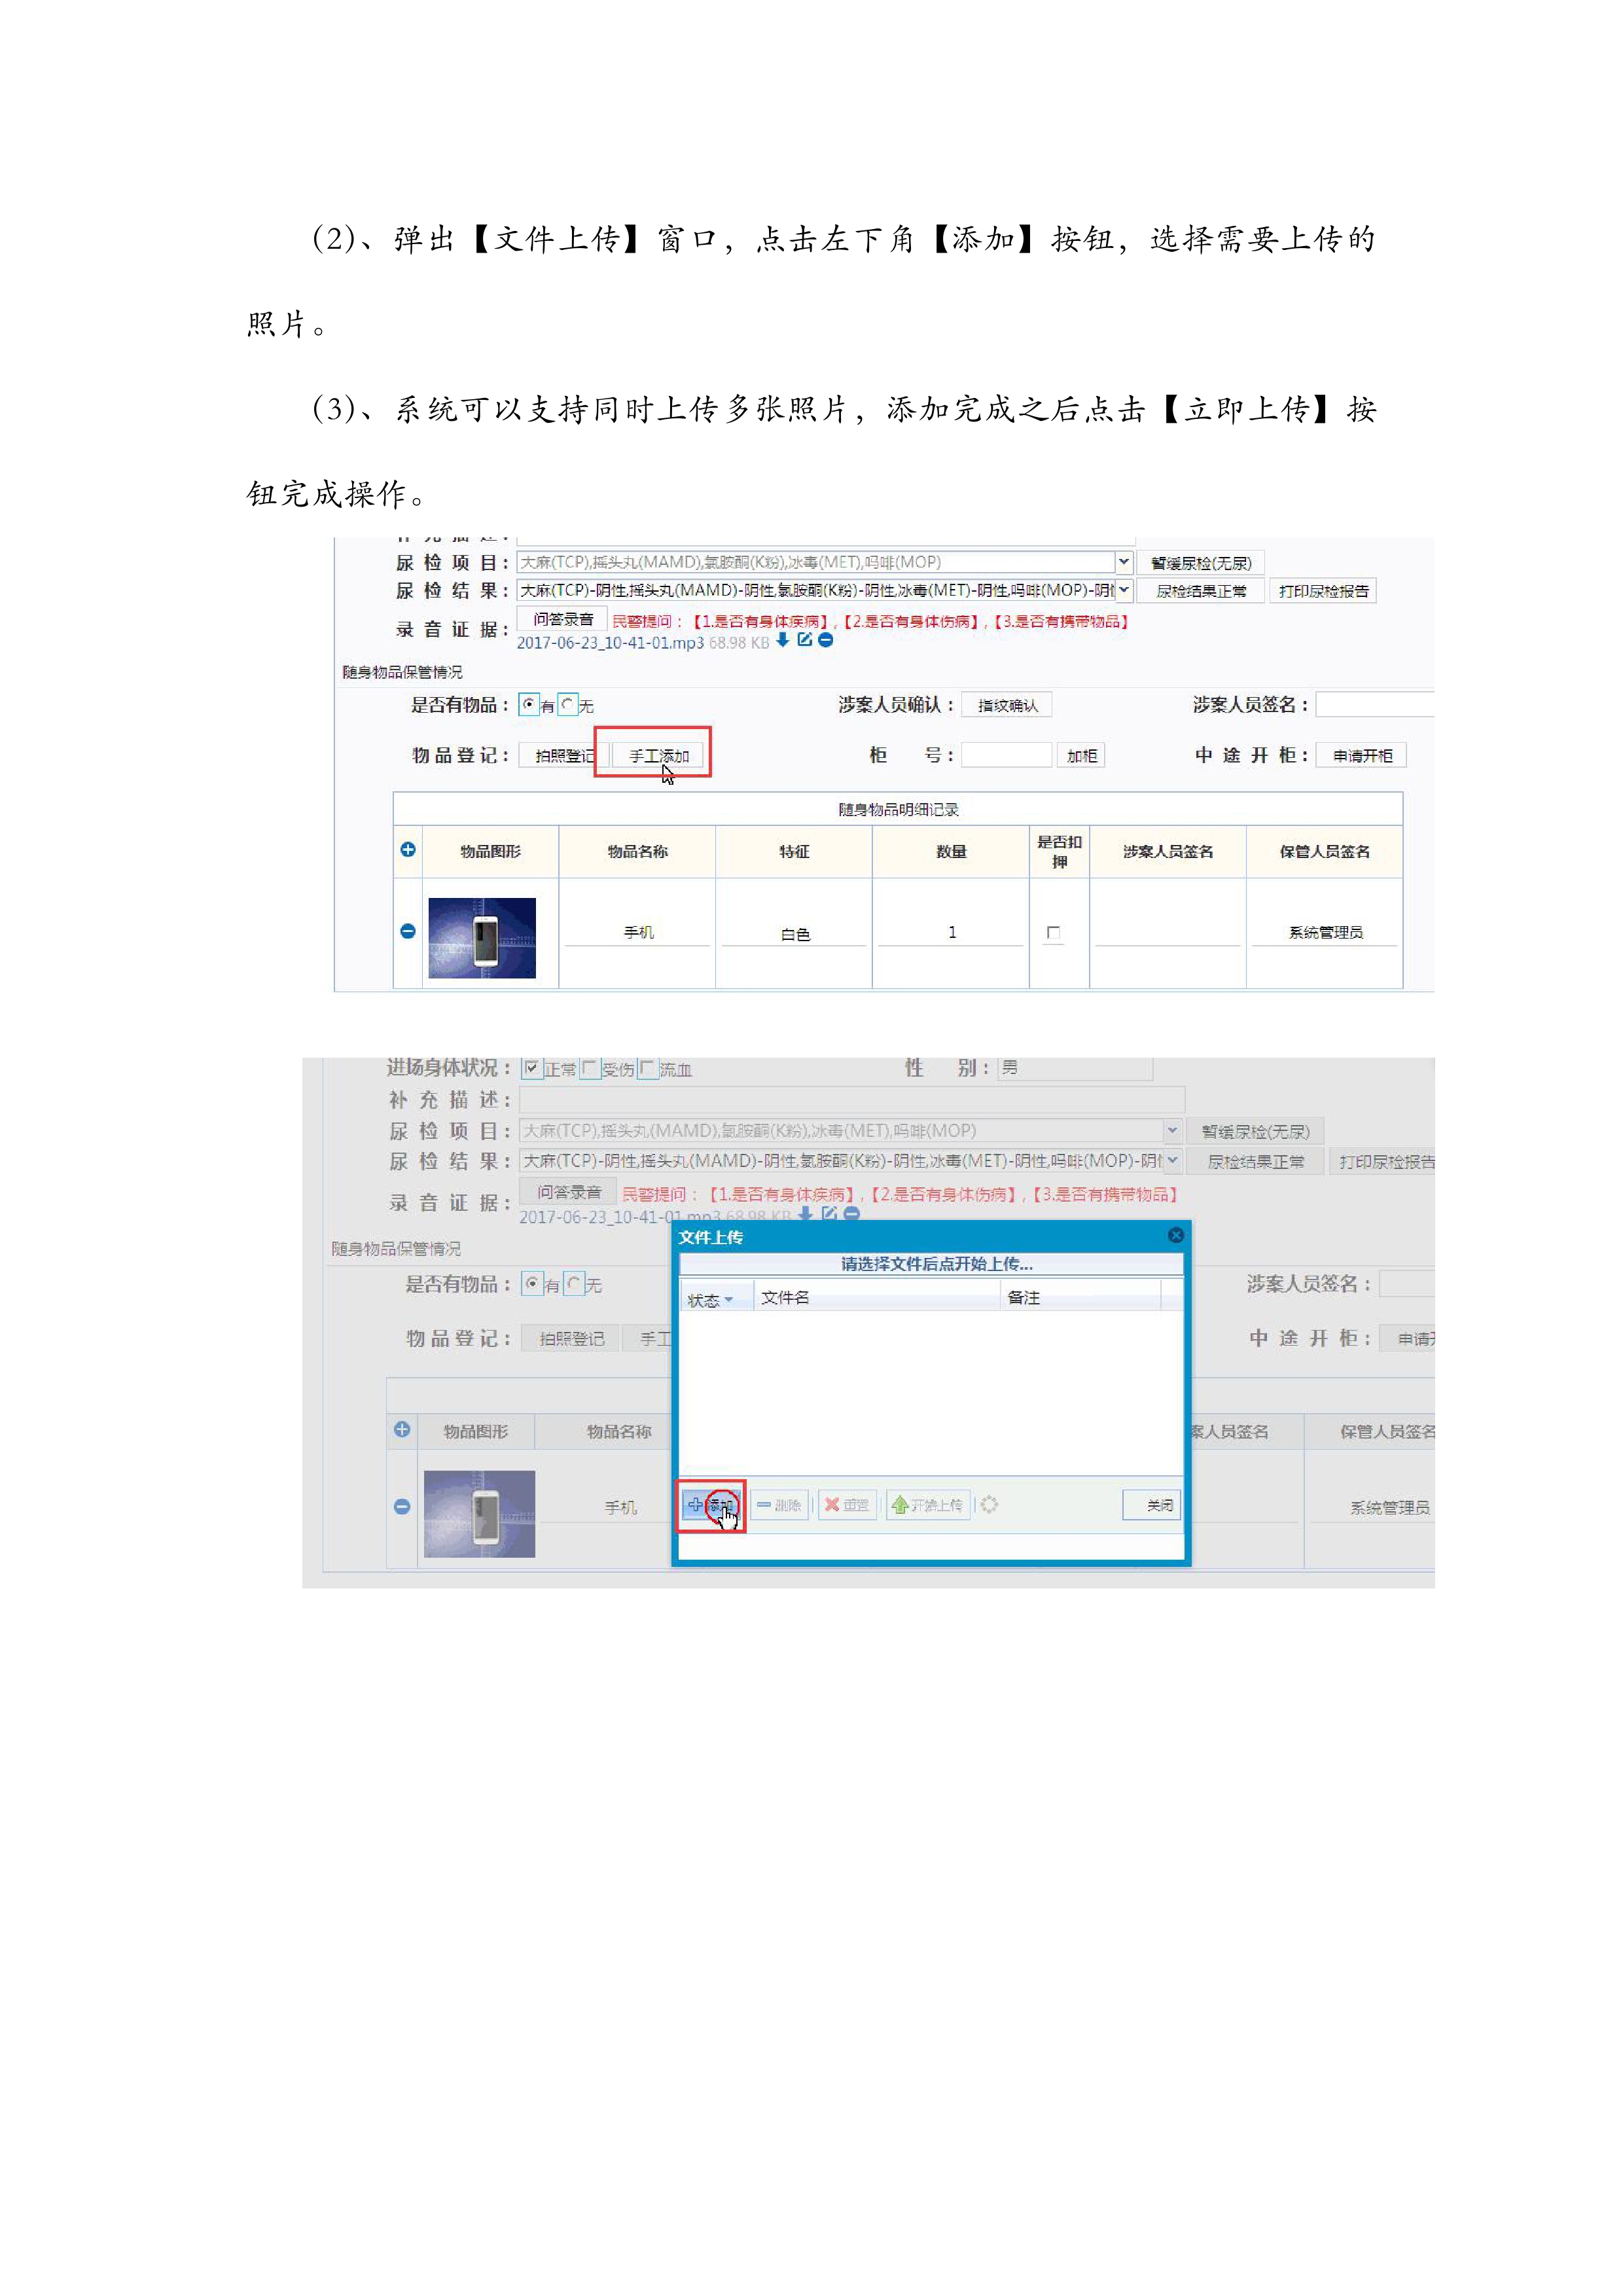 (2)、弹出【文件上传】窗口，点击左下角【添加】按钮，选择需要上传的
照片。
(3)、系统可以支持同时上传多张照片，添加完成之后点击【立即上传】按
钮完成操作。
尿检项目： 大麻(TCP),摇头丸(MAMD),氯胺酮(K粉),冰毒(MET),吗啡(MOP) 暂缓尿检(无尿)
尿检结果： 大麻(TCP)-阴性,摇头丸(MAMD)-阴性,氯胺酮(K粉)-阴性,冰毒(MET)-阴性,吗啡(MOP)-阴 尿检结果正常 打印尿检报告
录音证据： 问答录音 民警提问：【1.是否有身体疾病】,【2.是否有身体伤病】,【3.是否有携带物品】
2017-06-23_10-41-01.mp3 68.98 KB
随身物品保管情况
是否有物品： 有 无 涉案人员确认： 指纹确认 涉案人员签名：
物品登记： 拍照登记 手工添加 柜 号： 加柜 中途开柜： 申请开柜
随身物品明细记录
物品图形 物品名称 特征 数量 是否扣押 涉案人员签名 保管人员签名
手机 白色 1 系统管理员
进场身体状况： 正常 受伤 流血 性 别： 男
补充描述：
尿检项目： 大麻(TCP),摇头丸(MAMD),氯胺酮(K粉),冰毒(MET),吗啡(MOP) 暂缓尿检(无尿)
尿检结果： 大麻(TCP)-阴性,摇头丸(MAMD)-阴性,氯胺酮(K粉)-阴性,冰毒(MET)-阴性,吗啡(MOP)-阴 尿检结果正常 打印尿检报告
录音证据： 问答录音 民警提问：【1.是否有身体疾病】,【2.是否有身体伤病】,【3.是否有携带物品】
2017-06-23_10-41-01.mp3 68.98 KB
文件上传
请选择文件后点开始上传...
随身物品保管情况
状态 文件名 备注
是否有物品： 有 无 涉案人员签名：
物品登记： 拍照登记 手工 中途开柜： 申请
物品图形 物品名称 案人员签名 保管人员签名
手机 系统管理员
添加 删除 重置 开始上传 关闭